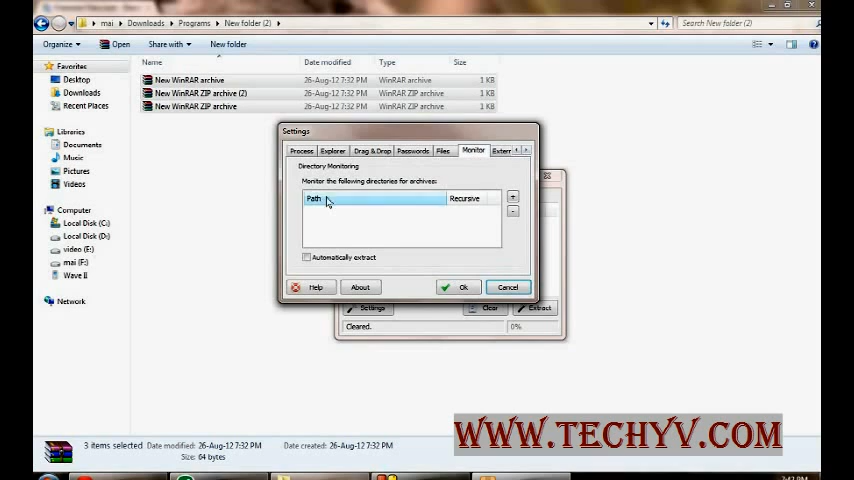 mai ▸ Downloads ▸ Programs ▸ New folder (2) ▸
Search New folder (2)
Organize Open Share with New folder
Name Date modified Type Size
Favorites
Desktop
Downloads
Recent Places
Libraries
Documents
Music
Pictures
Videos
Computer
Local Disk (C:)
Local Disk (D:)
video (E:)
mai (F:)
Wave II
Network
New WinRAR archive 26-Aug-12 7:32 PM WinRAR archive 1 KB
New WinRAR ZIP archive (2) 26-Aug-12 7:32 PM WinRAR ZIP archive 1 KB
New WinRAR ZIP archive 26-Aug-12 7:32 PM WinRAR ZIP archive 1 KB
Settings
Process Explorer Drag & Drop Passwords Files Monitor Extern
Directory Monitoring
Monitor the following directories for archives:
Path Recursive
+
-
Automatically extract
Help About Ok Cancel
Settings Clear Extract
Cleared. 0%
WWW.TECHYV.COM
3 items selected Date modified: 26-Aug-12 7:32 PM Date created: 26-Aug-12 7:32 PM
Size: 64 bytes